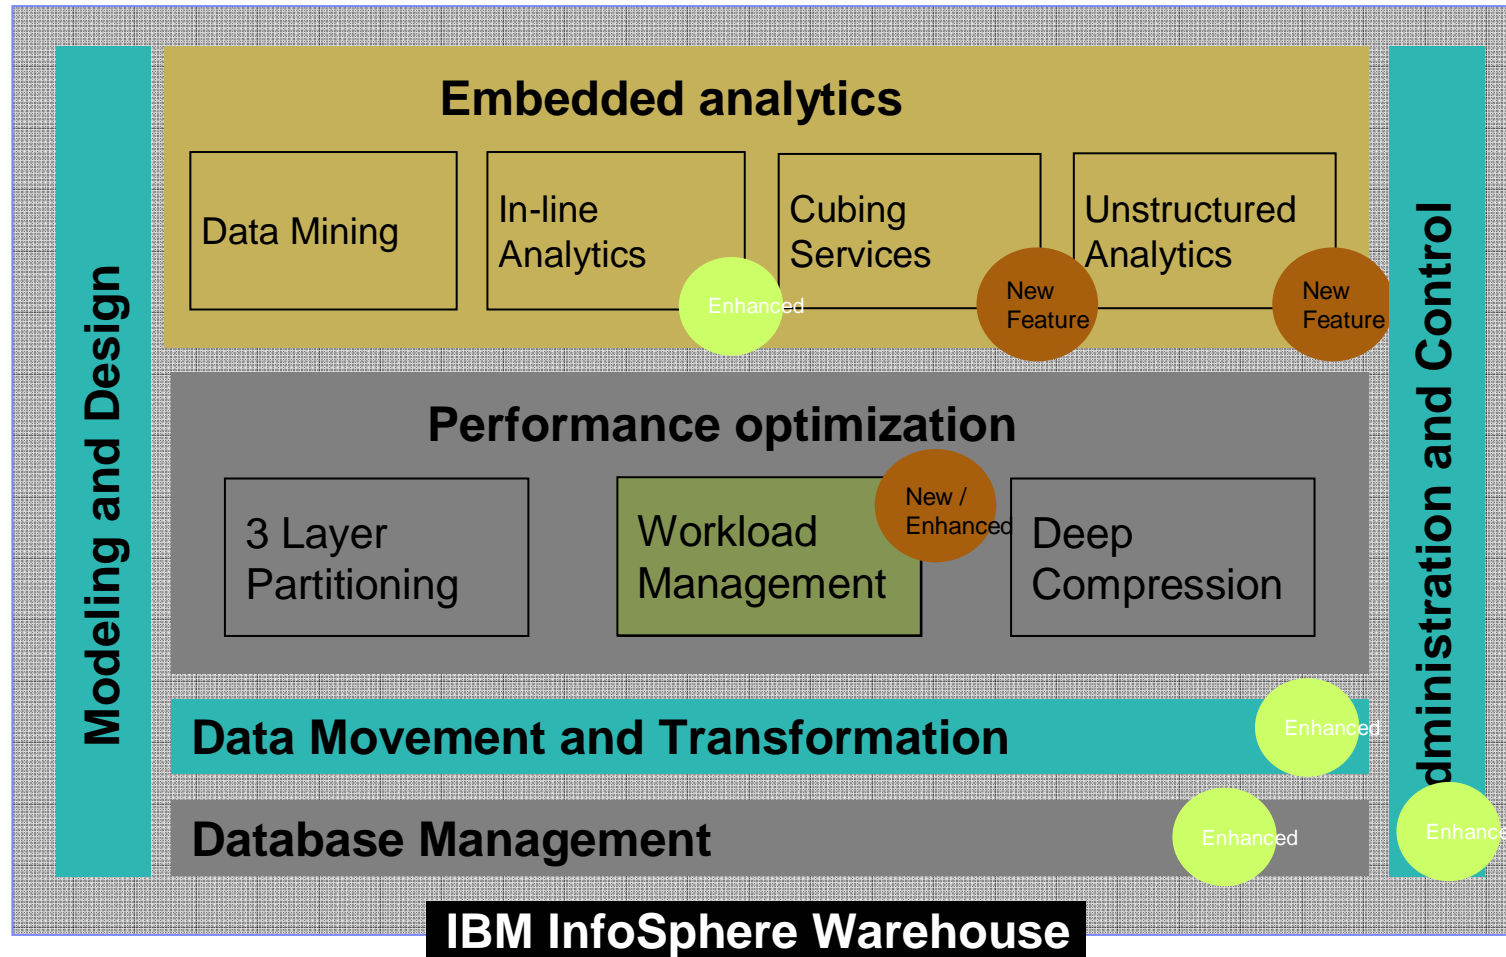 Modeling and Design
Embedded analytics
Data Mining
In-line
Analytics
Enhanced
Cubing
Services
New
Feature
Unstructured
Analytics
New
Feature
Performance optimization
3 Layer
Partitioning
Workload
Management
New /
Enhanced
Deep
Compression
Data Movement and Transformation
Enhanced
Database Management
Enhanced
dministration and Control
Enhance
IBM InfoSphere Warehouse